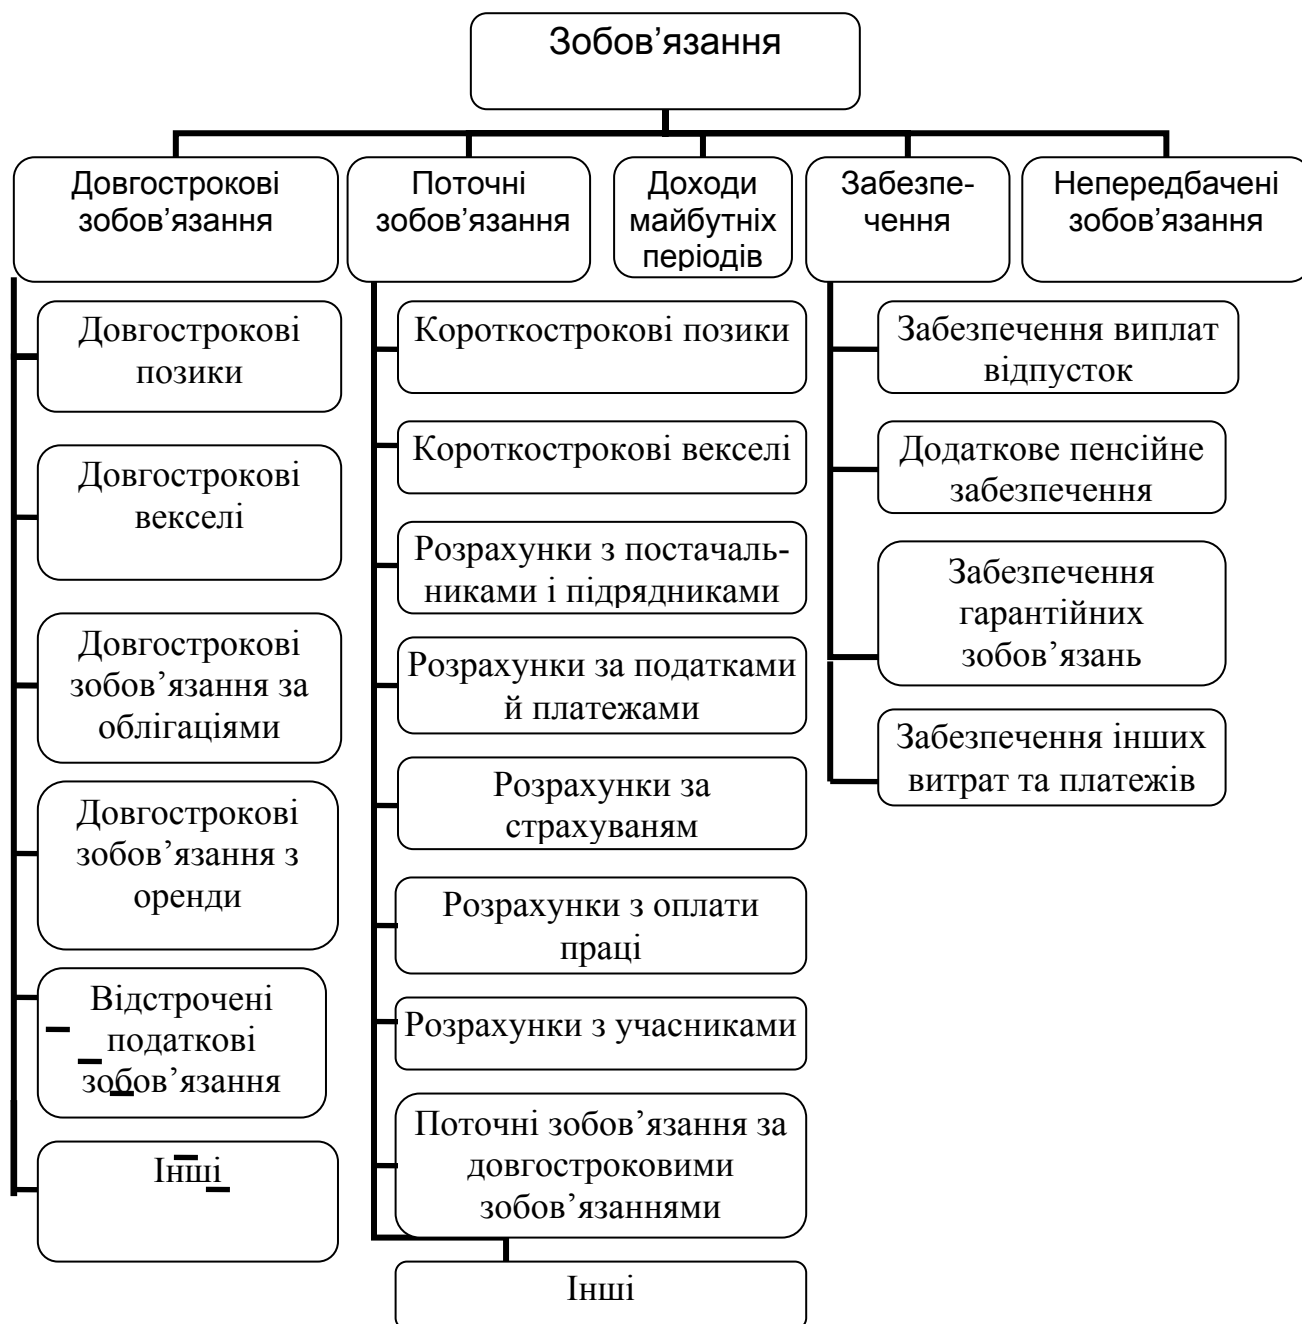 Зобов’язання
Довгострокові
зобов’язання
Поточні
зобов’язання
Доходи
майбутніх
періодів
Забезпе-
чення
Непередбачені
зобов’язання
Довгострокові
позики
Довгострокові
векселі
Довгострокові
зобов’язання за
облігаціями
Довгострокові
зобов’язання з
оренди
Відстрочені
податкові
зобов’язання
Інші
Короткострокові позики
Короткострокові векселі
Розрахунки з постачаль-
никами і підрядниками
Розрахунки за податками
й платежами
Розрахунки за
страхуваням
Розрахунки з оплати
праці
Розрахунки з учасниками
Поточні зобов’язання за
довгостроковими
зобов’язаннями
Інші
Забезпечення виплат
відпусток
Додаткове пенсійне
забезпечення
Забезпечення
гарантійних
зобов’язань
Забезпечення інших
витрат та платежів